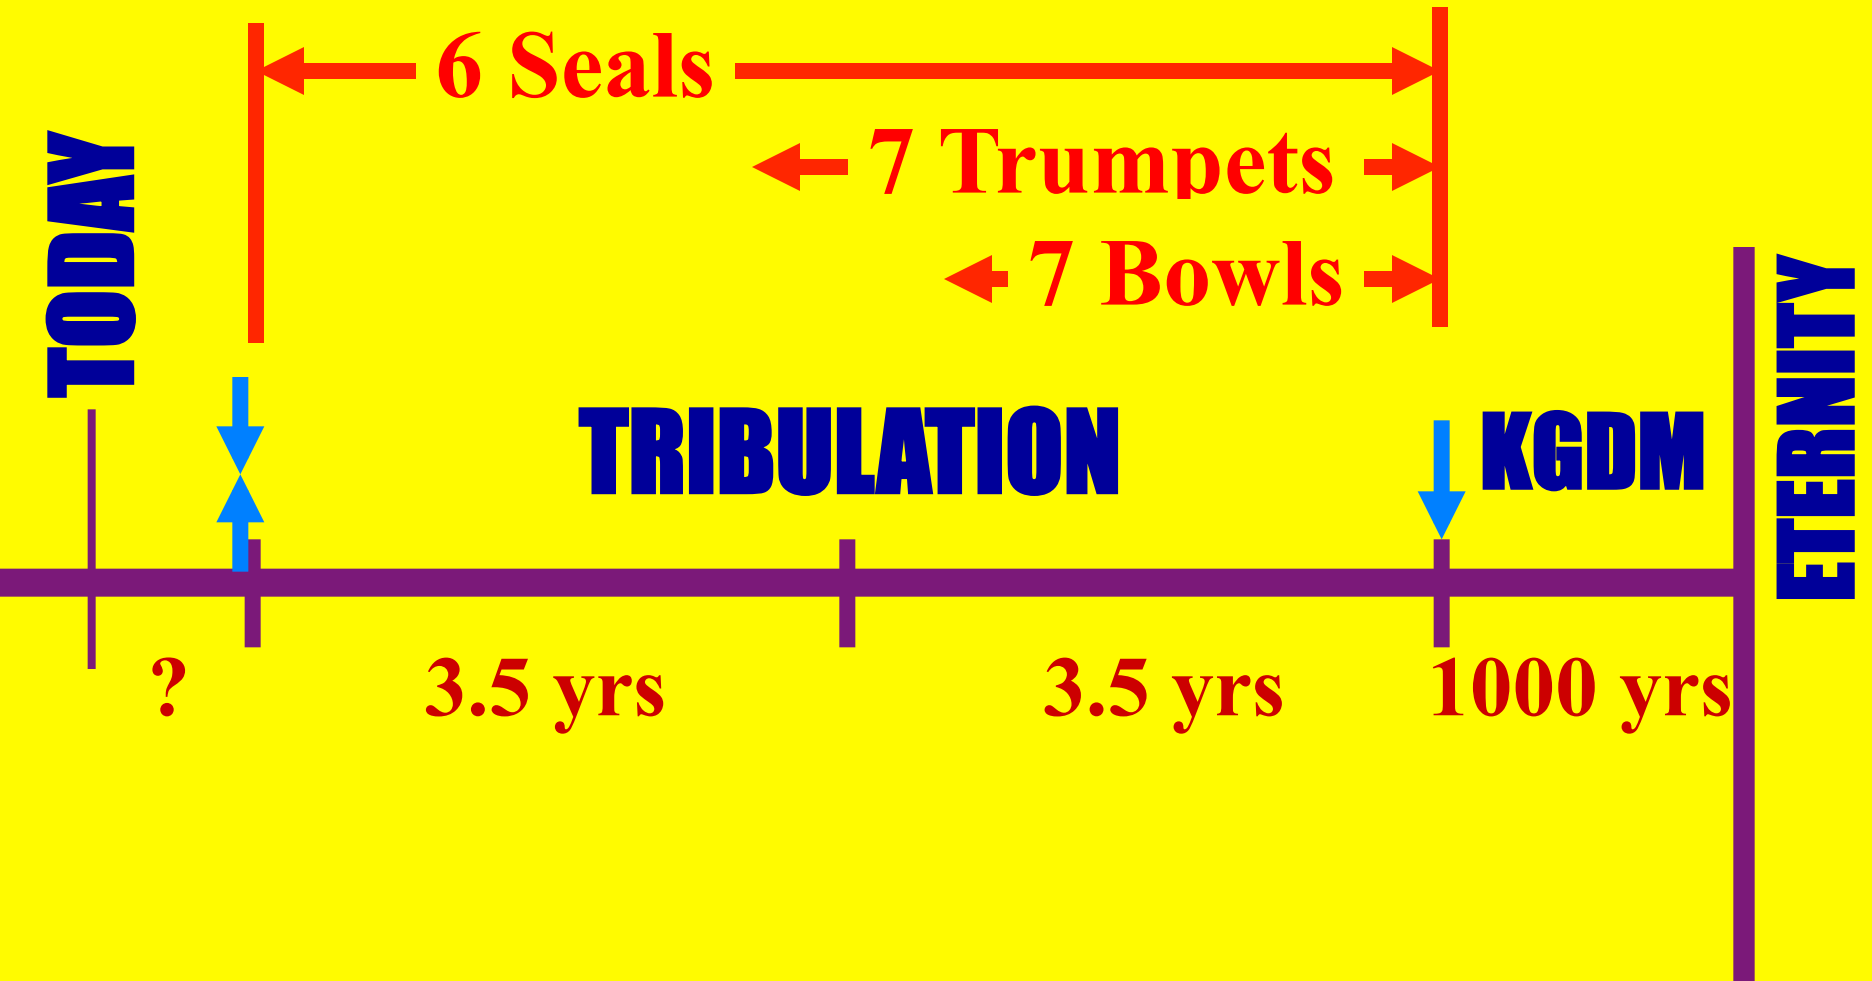 6 Seals
7 Trumpets
7 Bowls
TODAY
TRIBULATION
KGDM
ETERNITY
?
3.5 yrs
3.5 yrs
1000 yrs